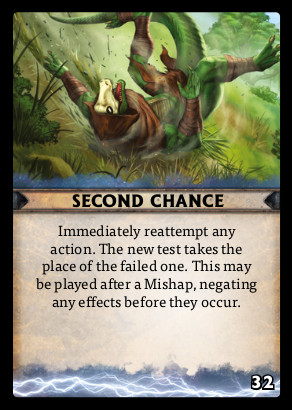 SECOND CHANCE
Immediately reattempt any
action. The new test takes the
place of the failed one. This may
be played after a Mishap, negating
any effects before they occur.
32